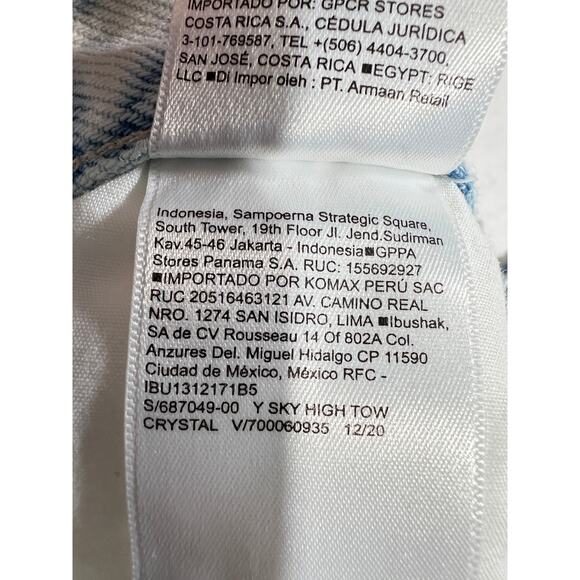 IMPORTADO POR: GPCR STORES
COSTA RICA S.A., CÉDULA JURÍDICA
3-101-769587, TEL +(506) 4404-3700,
SAN JOSÉ, COSTA RICA ■EGYPT: RIGE
LLC ■Di Impor oleh : PT. Armaan Retail
Indonesia, Sampoerna Strategic Square,
South Tower, 19th Floor Jl. Jend.Sudirman
Kav.45-46 Jakarta - Indonesia■GPPA
Stores Panama S.A. RUC: 155692927
■IMPORTADO POR KOMAX PERÚ SAC
RUC 20516463121 AV. CAMINO REAL
NRO. 1274 SAN ISIDRO, LIMA ■Ibushak,
SA de CV Rousseau 14 Of 802A Col.
Anzures Del. Miguel Hidalgo CP 11590
Ciudad de México, México RFC -
IBU1312171B5
S/687049-00 Y SKY HIGH TOW
CRYSTAL V/700060935 12/20